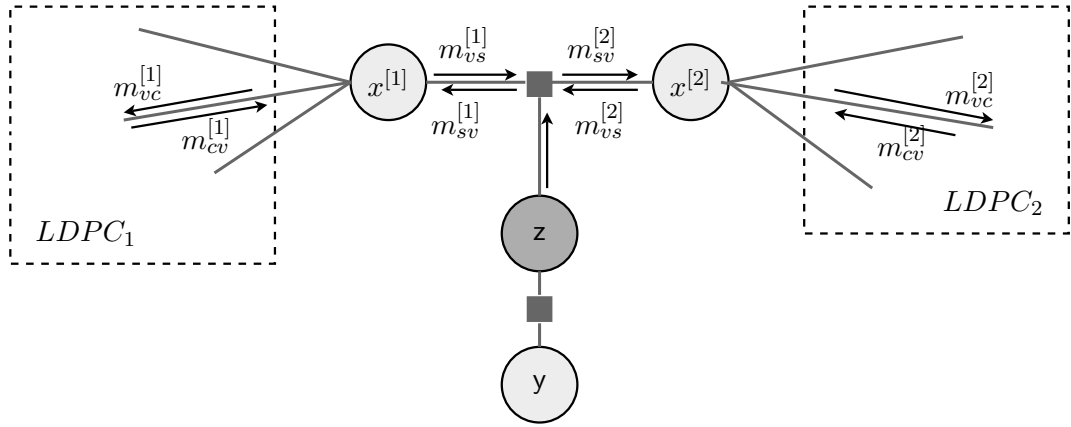 m_{vs}^{[1]}
m_{sv}^{[2]}
m_{vc}^{[1]}
x^{[1]}
x^{[2]}
m_{vc}^{[2]}
m_{cv}^{[1]}
m_{sv}^{[1]}
m_{vs}^{[2]}
m_{cv}^{[2]}
LDPC_1
z
LDPC_2
y